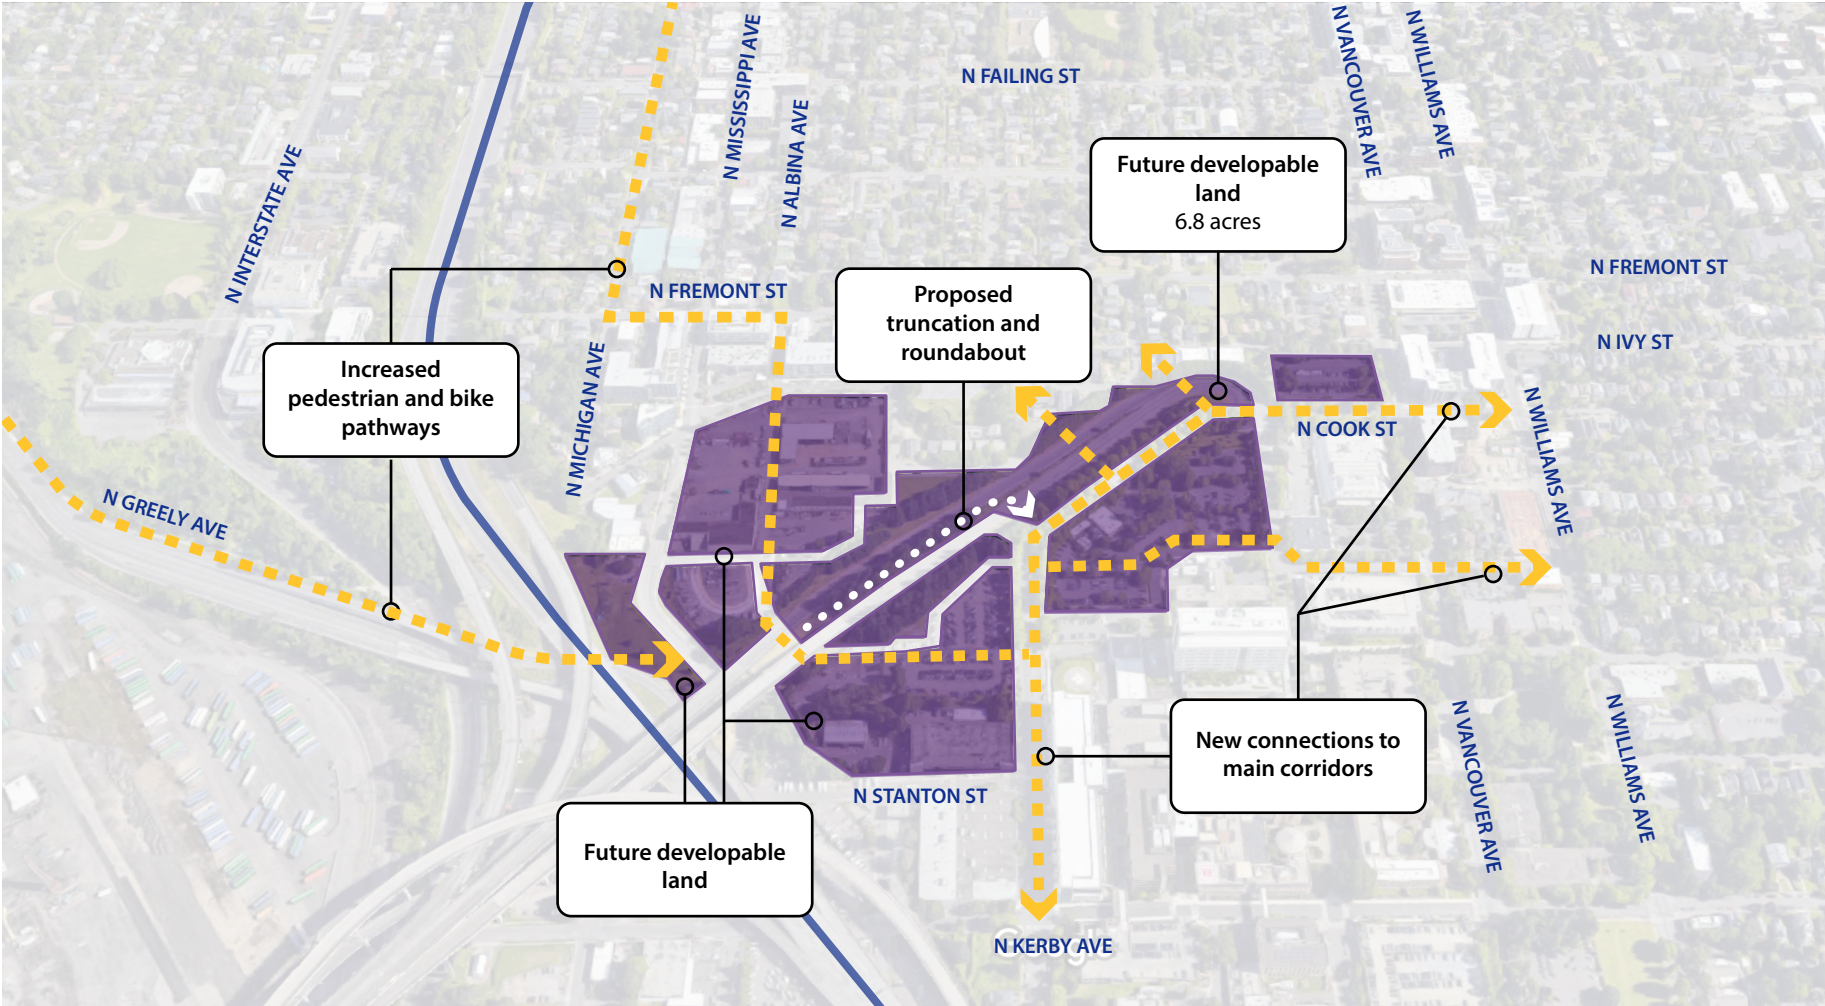 N MISSISSIPPI AVE
N VANCOUVER AVE
N WILLIAMS AVE
N FAILING ST
N ALBINA AVE
N INTERSTATE AVE
Future developable
land
6.8 acres
N FREMONT ST
N FREMONT ST
Proposed
truncation and
roundabout
N IVY ST
Increased
pedestrian and bike
pathways
N MICHIGAN AVE
N COOK ST
N WILLIAMS AVE
N GREELY AVE
New connections to
main corridors
N VANCOUVER AVE
N WILLIAMS AVE
N STANTON ST
Future developable
land
N KERBY AVE
Google